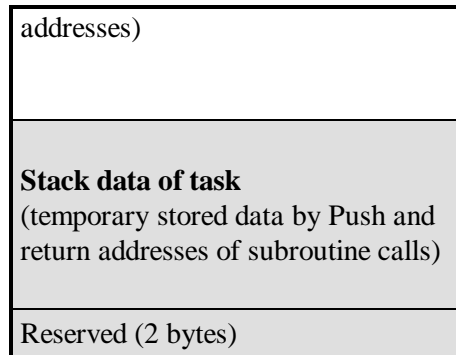 addresses)
Stack data of task
(temporary stored data by Push and
return addresses of subroutine calls)
Reserved (2 bytes)